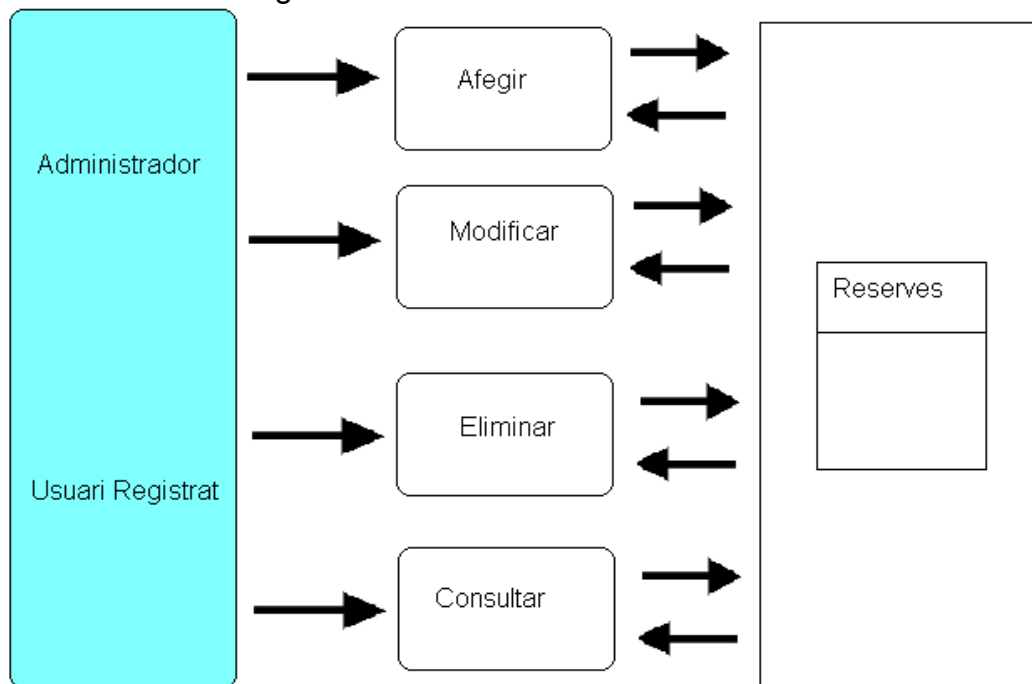 Administrador
Usuari Registrat
Afegir
Modificar
Eliminar
Consultar
Reserves